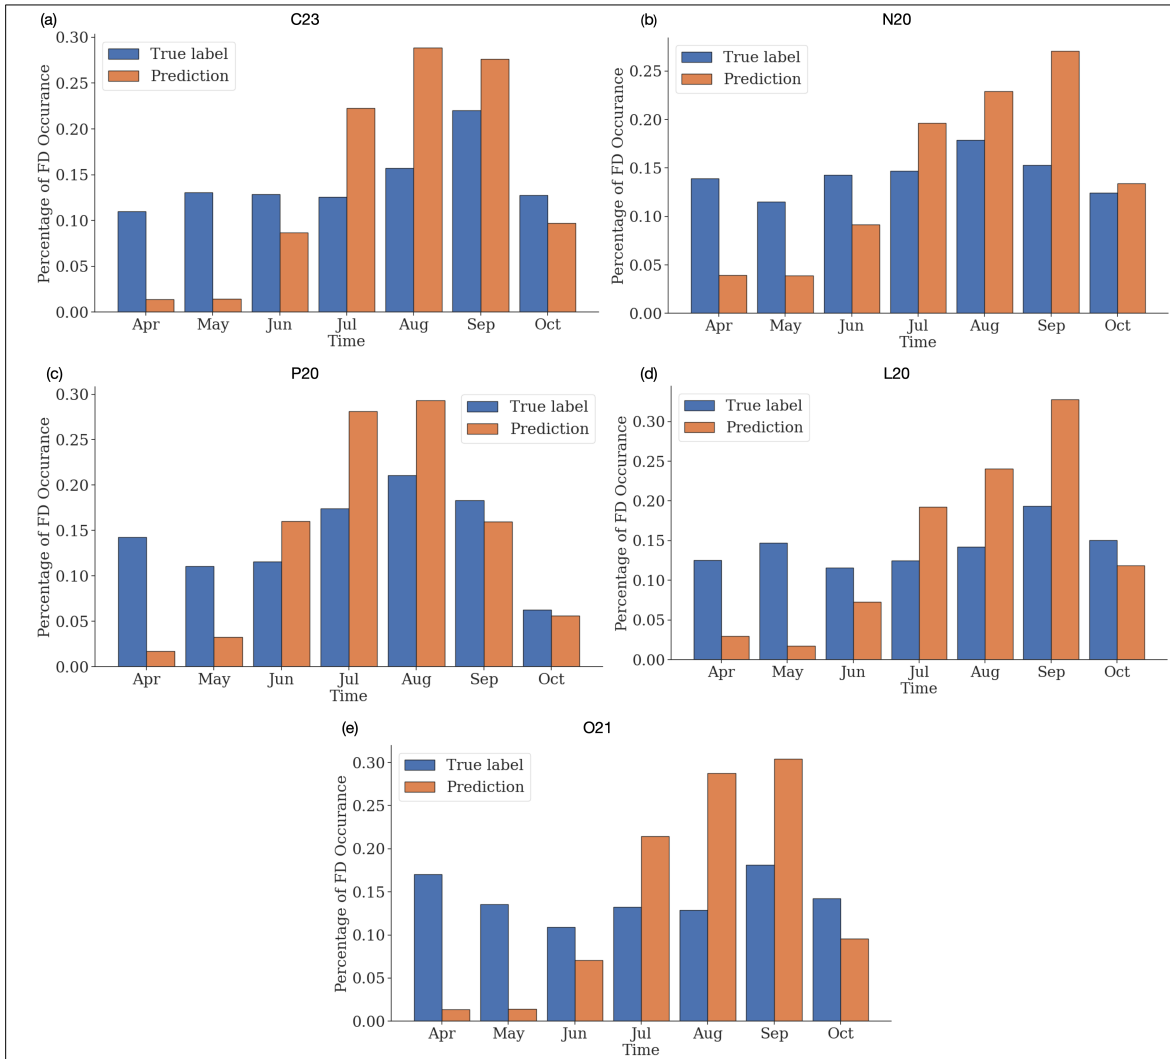 (a) C23
0.30
0.25
0.20
0.15
0.10
0.05
0.00
Percentage of FD Occurance
True label
Prediction
Apr May Jun Jul Aug Sep Oct
Time
(b) N20
0.25
0.20
0.15
0.10
0.05
0.00
Percentage of FD Occurance
True label
Prediction
Apr May Jun Jul Aug Sep Oct
Time
(c) P20
0.30
0.25
0.20
0.15
0.10
0.05
0.00
Percentage of FD Occurance
True label
Prediction
Apr May Jun Jul Aug Sep Oct
Time
(d) L20
0.30
0.25
0.20
0.15
0.10
0.05
0.00
Percentage of FD Occurance
True label
Prediction
Apr May Jun Jul Aug Sep Oct
Time
(e) O21
0.30
0.25
0.20
0.15
0.10
0.05
0.00
Percentage of FD Occurance
True label
Prediction
Apr May Jun Jul Aug Sep Oct
Time